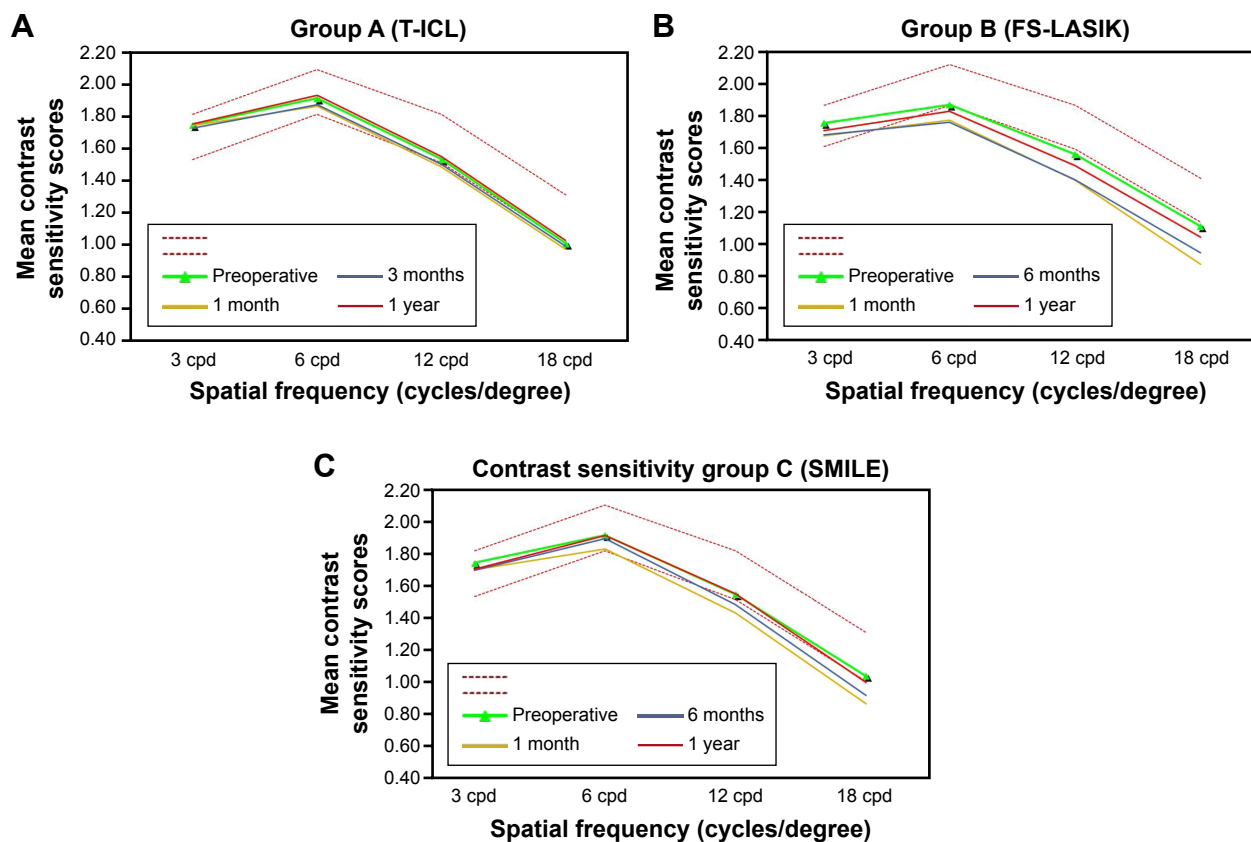 A
Group A (T-ICL)
Mean contrast
sensitivity scores
2.20
2.00
1.80
1.60
1.40
1.20
1.00
0.80
0.60
0.40
Preoperative
3 months
1 month
1 year
3 cpd
6 cpd
12 cpd
18 cpd
Spatial frequency (cycles/degree)
B
Group B (FS-LASIK)
Mean contrast
sensitivity scores
2.20
2.00
1.80
1.60
1.40
1.20
1.00
0.80
0.60
0.40
Preoperative
6 months
1 month
1 year
3 cpd
6 cpd
12 cpd
18 cpd
Spatial frequency (cycles/degree)
C
Contrast sensitivity group C (SMILE)
Mean contrast
sensitivity scores
2.20
2.00
1.80
1.60
1.40
1.20
1.00
0.80
0.60
0.40
Preoperative
6 months
1 month
1 year
3 cpd
6 cpd
12 cpd
18 cpd
Spatial frequency (cycles/degree)